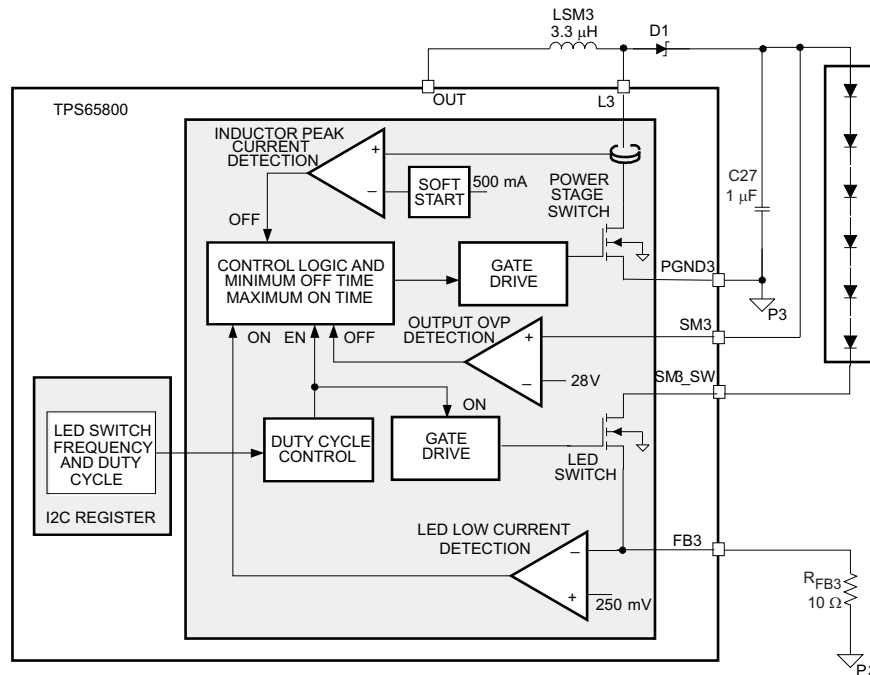 LSM3
3.3 μH
D1
OUT
L3
TPS65800
INDUCTOR PEAK
CURRENT
DETECTION
+
–
SOFT
START
500 mA
POWER
STAGE
SWITCH
C27
1 μF
OFF
CONTROL LOGIC AND
MINIMUM OFF TIME
MAXIMUM ON TIME
GATE
DRIVE
PGND3
P3
ON
EN
OFF
OUTPUT OVP
DETECTION
+
–
28V
SM3
SM3_SW
ON
LED SWITCH
FREQUENCY
AND DUTY
CYCLE
I2C REGISTER
DUTY CYCLE
CONTROL
GATE
DRIVE
LED
SWITCH
LED LOW CURRENT
DETECTION
–
+
250 mV
FB3
RFB3
10 Ω
P3